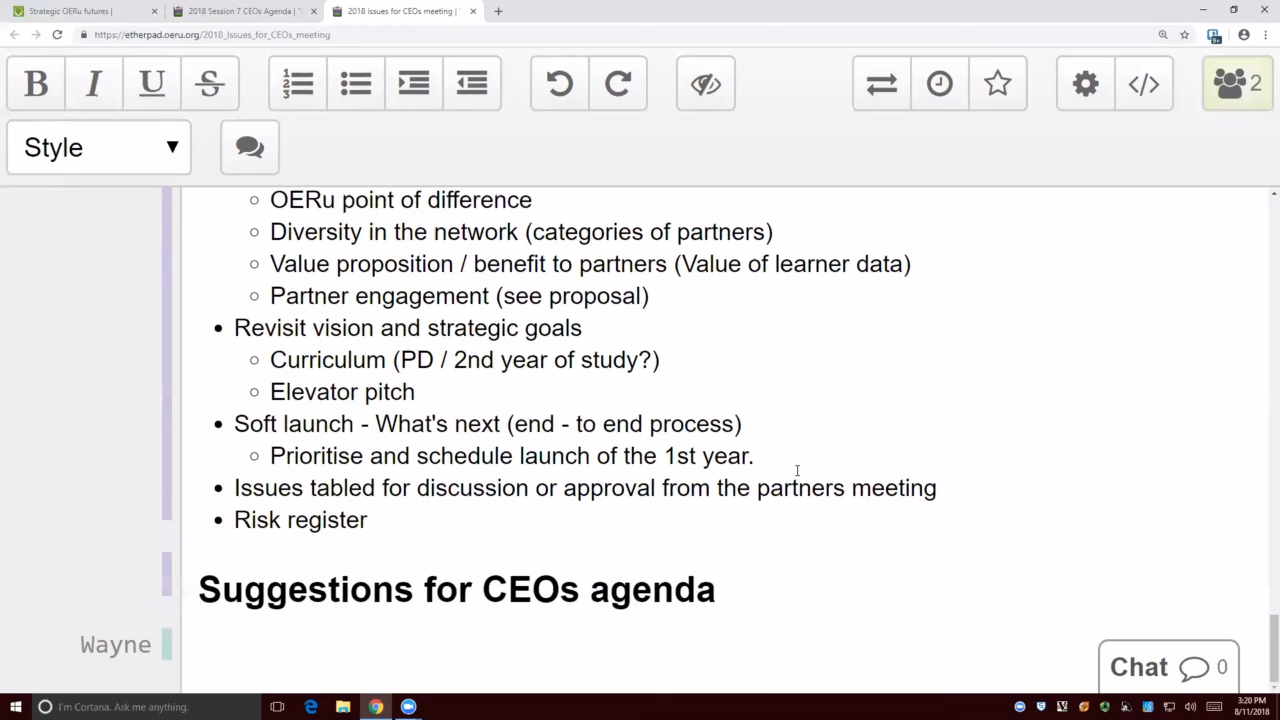 Strategic OERu futures |
2018 Session 7 CEOs Agenda | "
2018 Issues for CEOs meeting | "
https://etherpad.oeru.org/2018_Issues_for_CEOs_meeting
B I U S
2
Style
OERu point of difference
Diversity in the network (categories of partners)
Value proposition / benefit to partners (Value of learner data)
Partner engagement (see proposal)
Revisit vision and strategic goals
Curriculum (PD / 2nd year of study?)
Elevator pitch
Soft launch - What's next (end - to end process)
Prioritise and schedule launch of the 1st year.
Issues tabled for discussion or approval from the partners meeting
Risk register
Suggestions for CEOs agenda
Wayne
Chat 0
I'm Cortana. Ask me anything.
3:20 PM
8/11/2018